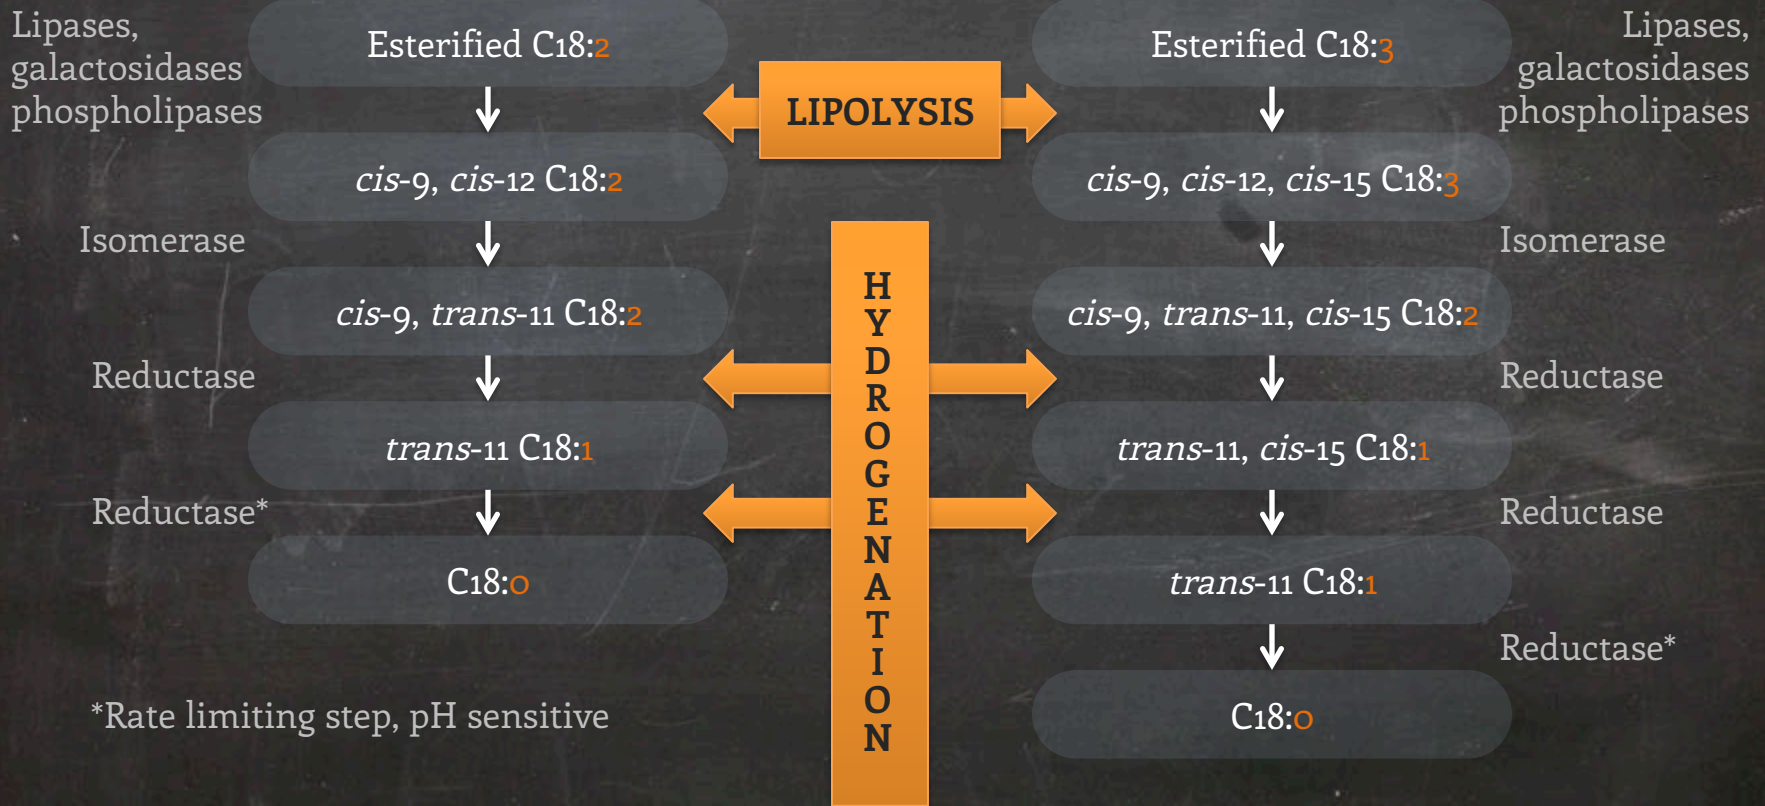 Lipases,
galactosidases
phospholipases
Esterified C18:2
LIPOLYSIS
Esterified C18:3
Lipases,
galactosidases
phospholipases
cis-9, cis-12 C18:2
cis-9, cis-12, cis-15 C18:3
Isomerase
Isomerase
cis-9, trans-11 C18:2
cis-9, trans-11, cis-15 C18:2
Reductase
Reductase
trans-11 C18:1
trans-11, cis-15 C18:1
Reductase*
Reductase
C18:0
trans-11 C18:1
Reductase*
C18:0
H
Y
D
R
O
G
E
N
A
T
I
O
N
*Rate limiting step, pH sensitive